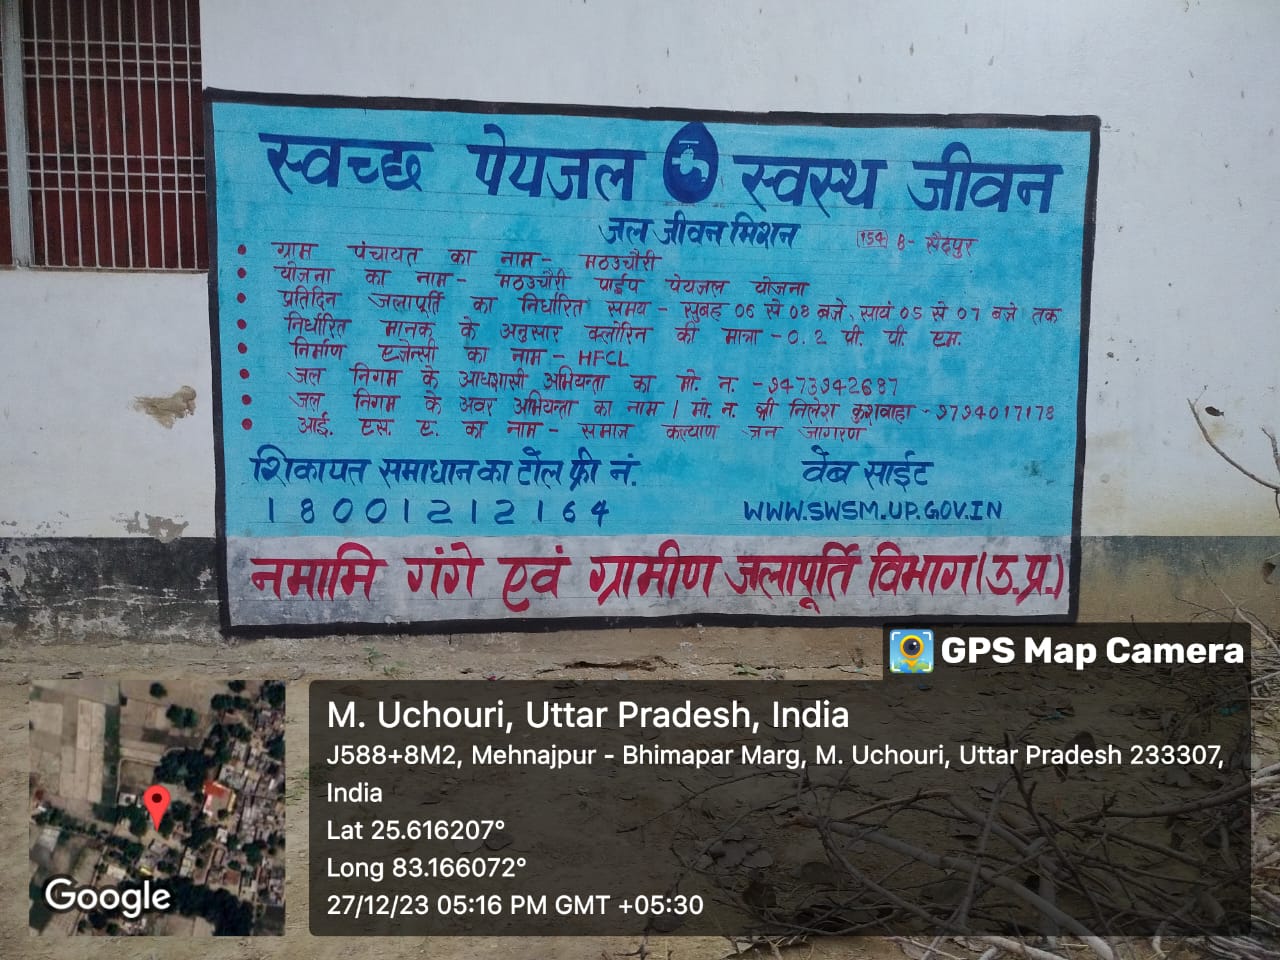 स्वच्छ पेयजल स्वस्थ जीवन
जल जीवन मिशन 154 B- सैदपुर
• ग्राम पंचायत का नाम - मठउचौरी
• योजना का नाम - मठउचौरी पाईप पेयजल योजना
• प्रतिदिन जलापूर्ति का निर्धारित समय - सुबह 06 से 08 बजे, सायं 05 से 07 बजे तक
• निर्धारित मानक के अनुसार क्लोरिन की मात्रा - 0.2 पी. पी. एम.
• निर्माण एजेन्सी का नाम - HFCL
• जल निगम के अधिशासी अभियन्ता का मो. न. - 9473942687
• जल निगम के अवर अभियन्ता का नाम / मो. न. श्री निलेश कुशवाहा - 9794017178
• आई. एस. ए. का नाम - समाज कल्याण जन जागरण
शिकायत समाधान का टोल फ्री नं. वेब साईट
18001212164 WWW.SWSM.UP.GOV.IN
नमामि गंगे एवं ग्रामीण जलापूर्ति विभाग (उ.प्र.)
GPS Map Camera
M. Uchouri, Uttar Pradesh, India
J588+8M2, Mehnajpur - Bhimapar Marg, M. Uchouri, Uttar Pradesh 233307,
India
Lat 25.616207°
Long 83.166072°
27/12/23 05:16 PM GMT +05:30
Google